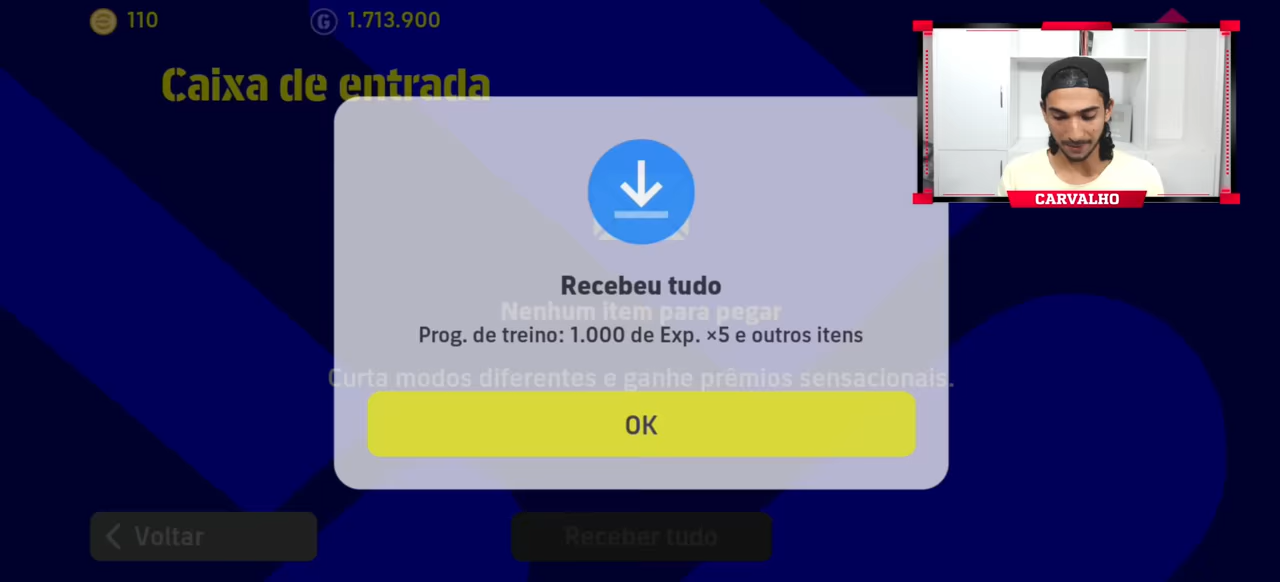 110
1.713.900
Caixa de entrada
CARVALHO
Recebeu tudo
Nenhum item para pegar
Prog. de treino: 1.000 de Exp. ×5 e outros itens
Curta modos diferentes e ganhe prêmios sensacionais.
OK
Voltar
Receber tudo